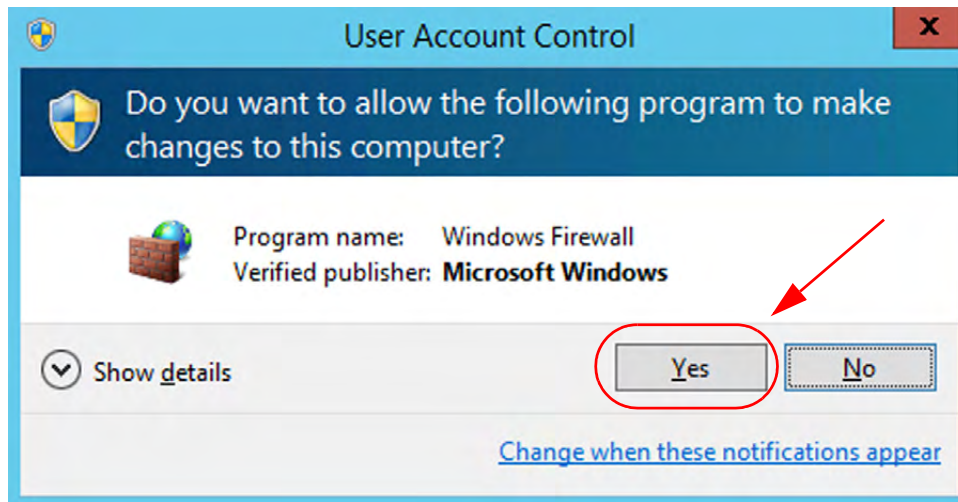 User Account Control
x
Do you want to allow the following program to make
changes to this computer?
Program name: Windows Firewall
Verified publisher: Microsoft Windows
Show details
Yes
No
Change when these notifications appear